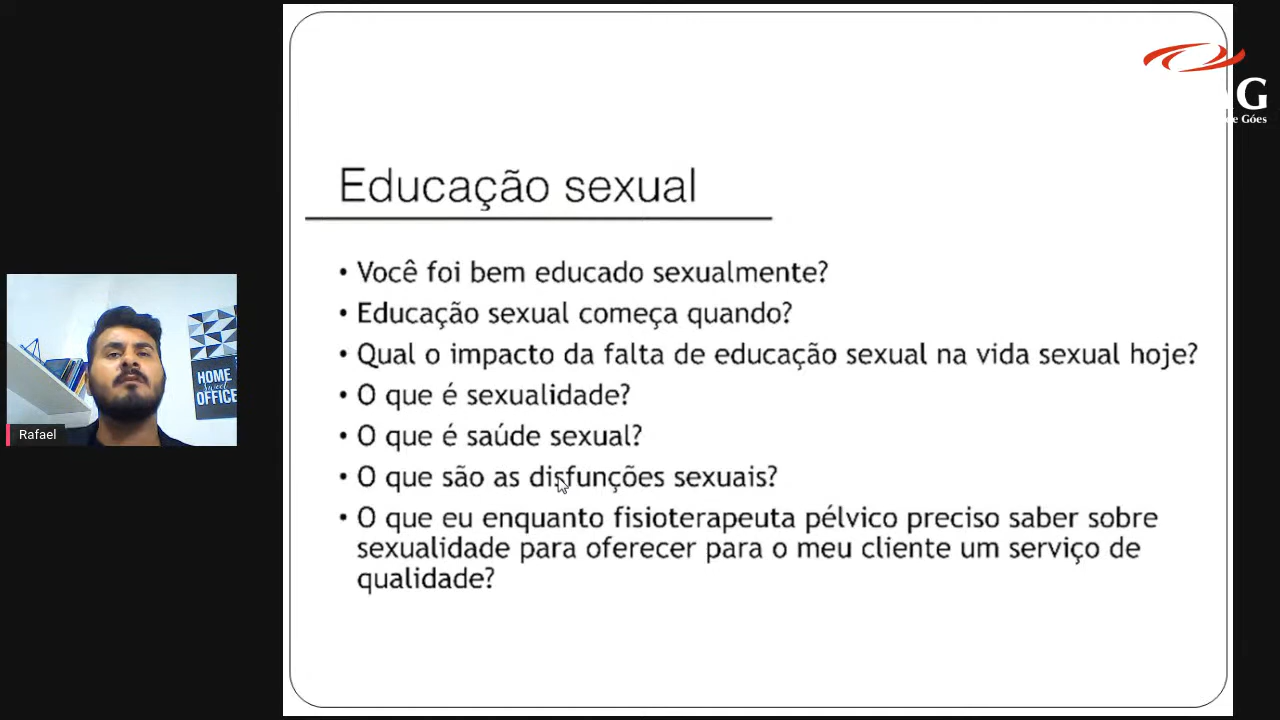 G
de Góes
Educação sexual
• Você foi bem educado sexualmente?
• Educação sexual começa quando?
• Qual o impacto da falta de educação sexual na vida sexual hoje?
• O que é sexualidade?
• O que é saúde sexual?
• O que são as disfunções sexuais?
• O que eu enquanto fisioterapeuta pélvico preciso saber sobre
sexualidade para oferecer para o meu cliente um serviço de
qualidade?
HOME
Sweet
OFFICE
Rafael